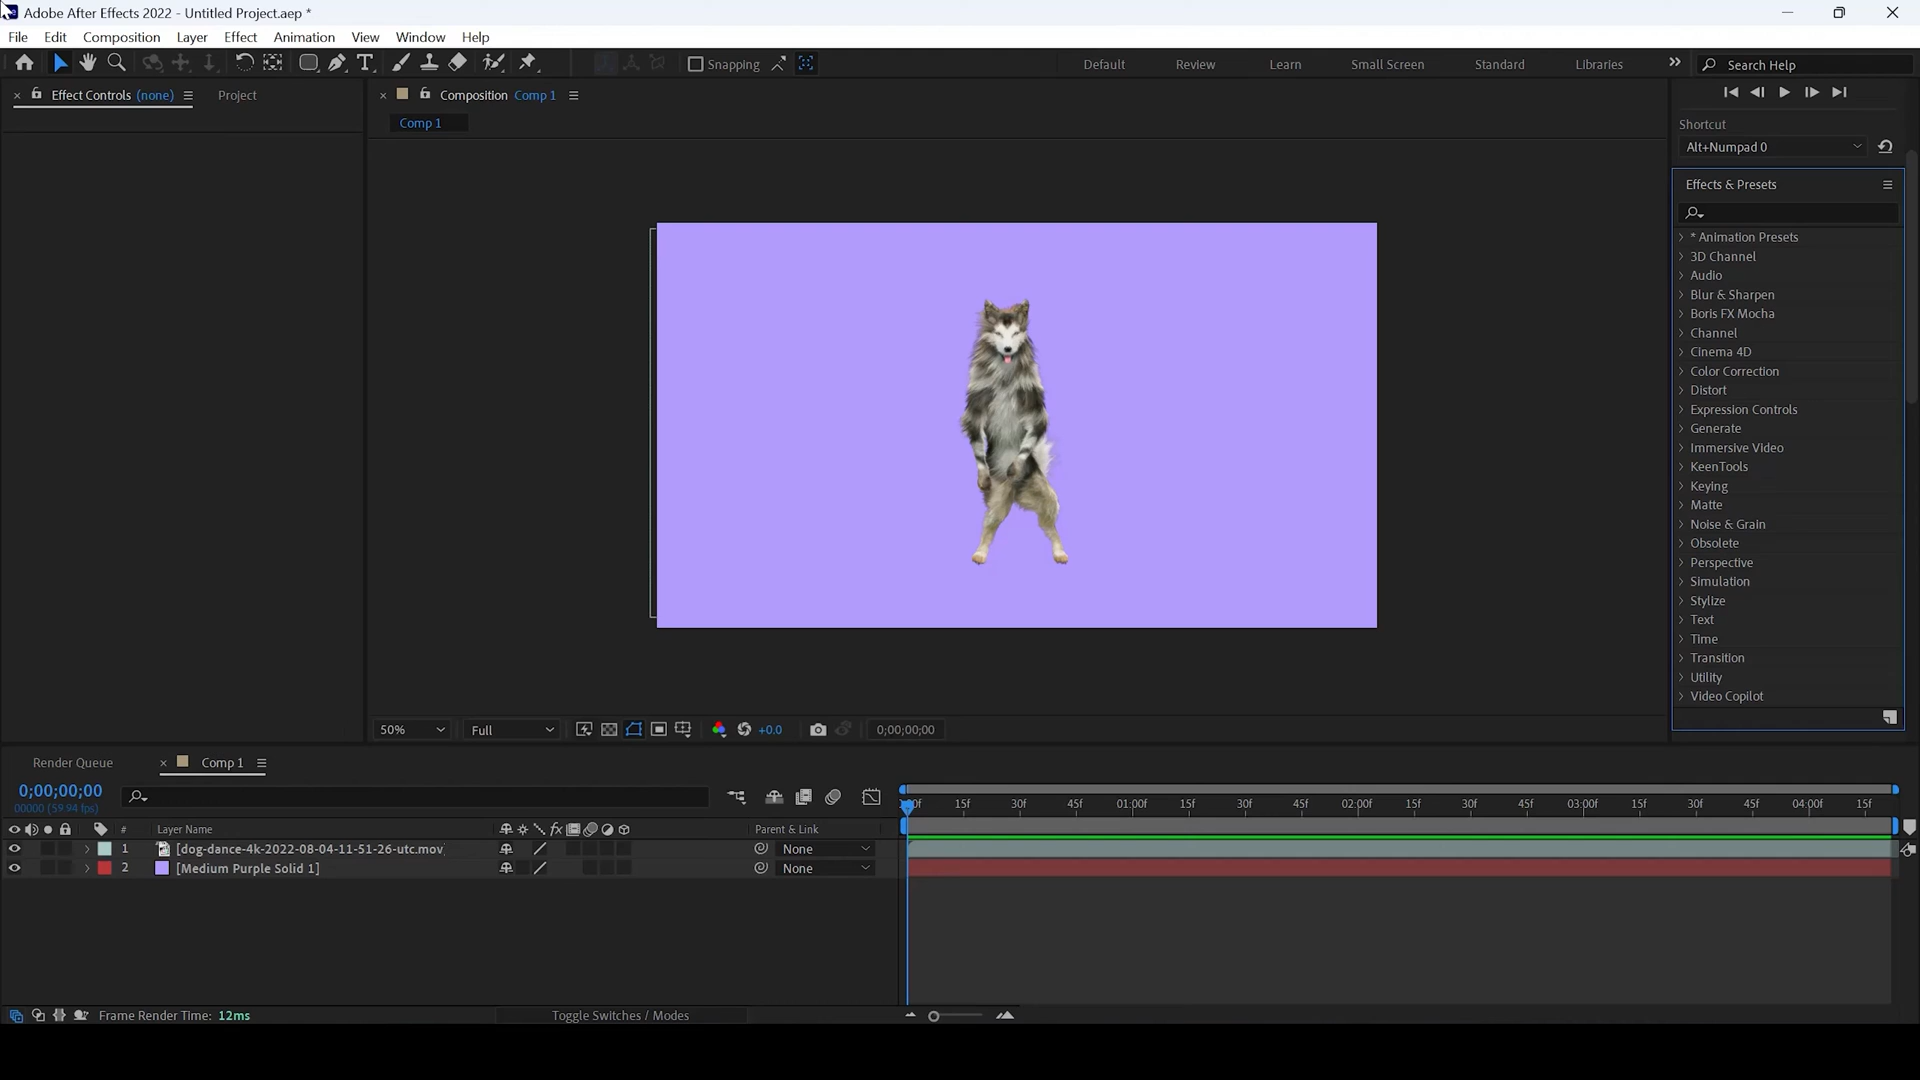 Adobe After Effects 2022 - Untitled Project.aep *
File Edit Composition Layer Effect Animation View Window Help
Snapping Default Review Learn Small Screen Standard Libraries Search Help
Effect Controls (none) Project
Composition Comp 1
Comp 1
Shortcut
Alt+Numpad 0
Effects & Presets
* Animation Presets
3D Channel
Audio
Blur & Sharpen
Boris FX Mocha
Channel
Cinema 4D
Color Correction
Distort
Expression Controls
Generate
Immersive Video
KeenTools
Keying
Matte
Noise & Grain
Obsolete
Perspective
Simulation
Stylize
Text
Time
Transition
Utility
Video Copilot
50% Full +0.0 0;00;00;00
Render Queue Comp 1
0;00;00;00
00000 (59.94 fps)
15f 30f 45f 01:00f 15f 30f 45f 02:00f 15f 30f 45f 03:00f 15f 30f 45f 04:00f 15f
# Layer Name Parent & Link
1 [dog-dance-4k-2022-08-04-11-51-26-utc.mov] None
2 [Medium Purple Solid 1] None
Frame Render Time: 12ms Toggle Switches / Modes